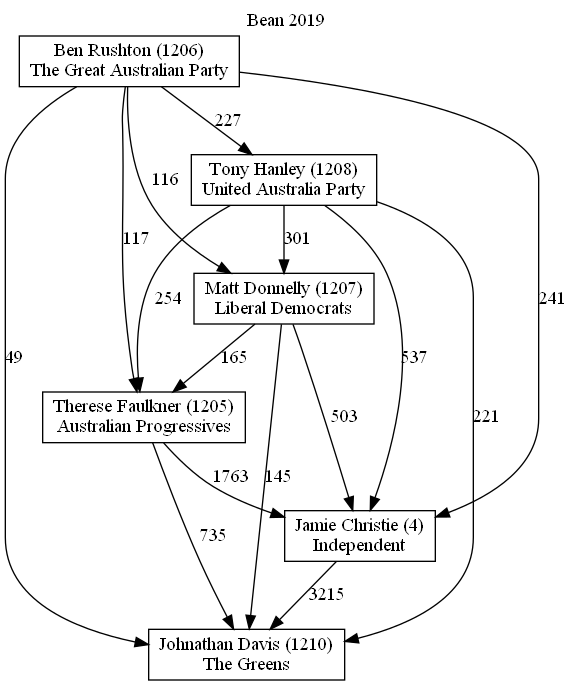 Bean 2019
Ben Rushton (1206)
The Great Australian Party
227
Tony Hanley (1208)
United Australia Party
116
117
301
254
241
Matt Donnelly (1207)
Liberal Democrats
49
165
537
Therese Faulkner (1205)
Australian Progressives
503
221
1763
145
735
Jamie Christie (4)
Independent
3215
Johnathan Davis (1210)
The Greens